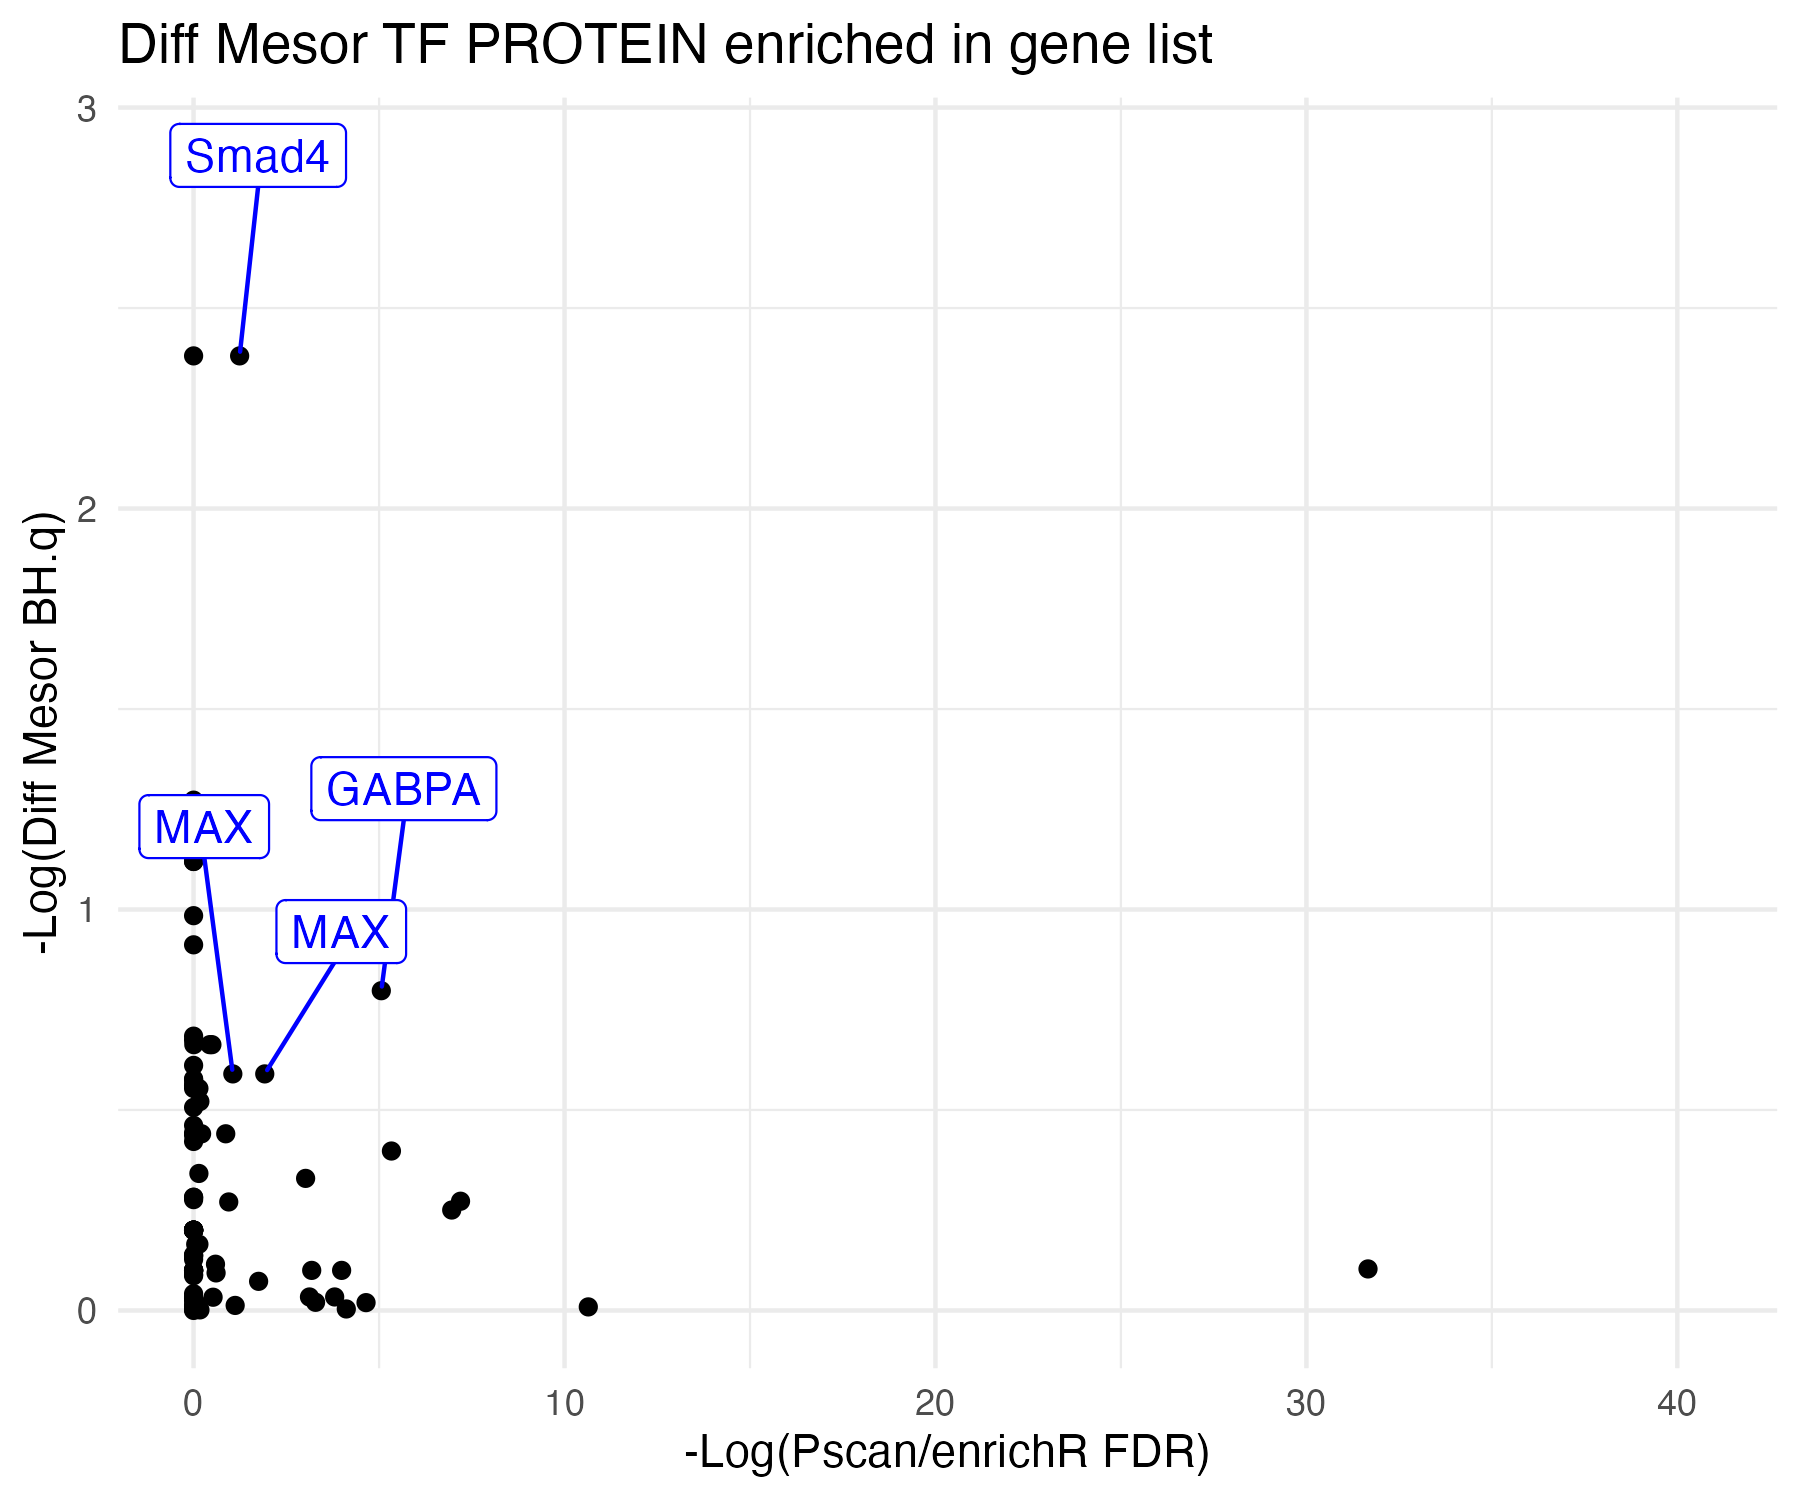 Diff Mesor TF PROTEIN enriched in gene list
3
Smad4
2
GABPA
MAX
MAX
1
0
-Log(Diff Mesor BH.q)
0 10 20 30 40
-Log(Pscan/enrichR FDR)